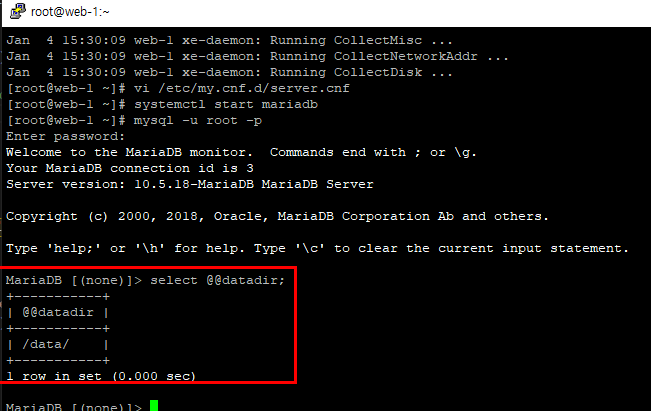 root@web-1:~
Jan  4 15:30:09 web-1 xe-daemon: Running CollectMisc ...
Jan  4 15:30:09 web-1 xe-daemon: Running CollectNetworkAddr ...
Jan  4 15:30:09 web-1 xe-daemon: Running CollectDisk ...
[root@web-1 ~]# vi /etc/my.cnf.d/server.cnf
[root@web-1 ~]# systemctl start mariadb
[root@web-1 ~]# mysql -u root -p
Enter password:
Welcome to the MariaDB monitor.  Commands end with ; or \g.
Your MariaDB connection id is 3
Server version: 10.5.18-MariaDB MariaDB Server
Copyright (c) 2000, 2018, Oracle, MariaDB Corporation Ab and others.
Type 'help;' or '\h' for help. Type '\c' to clear the current input statement.
MariaDB [(none)]> select @@datadir;
+-----------+
| @@datadir |
+-----------+
| /data/    |
+-----------+
1 row in set (0.000 sec)
MariaDB [(none)]>